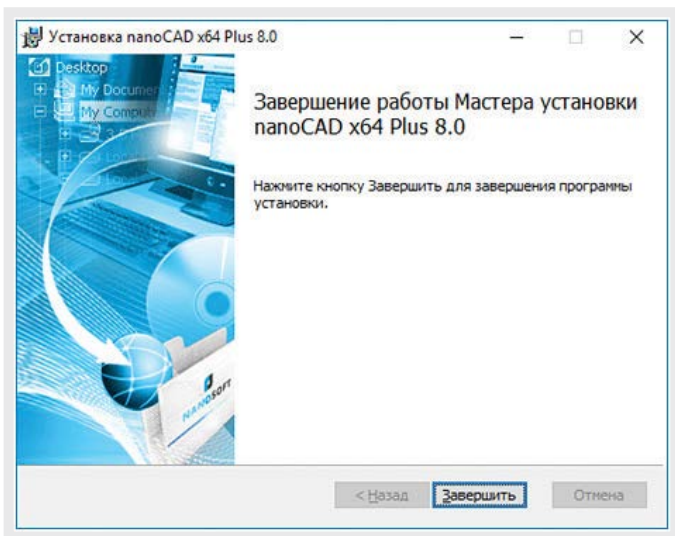 Установка nanoCAD x64 Plus 8.0
Desktop
My Documen
My Comput
Завершение работы Мастера установки
nanoCAD x64 Plus 8.0
Нажмите кнопку Завершить для завершения программы
установки.
NANOSOFT
< Назад
Завершить
Отмена